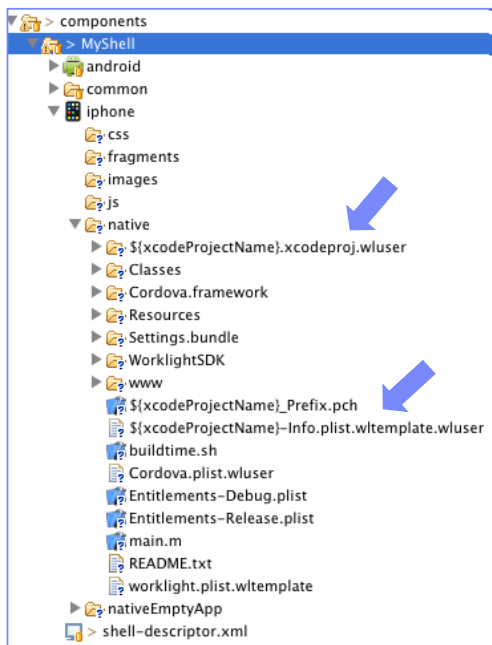 > components
> MyShell
android
common
iphone
css
fragments
images
js
native
${xcodeProjectName}.xcodeproj.wluser
Classes
Cordova.framework
Resources
Settings.bundle
WorklightSDK
www
${xcodeProjectName}_Prefix.pch
${xcodeProjectName}-Info.plist.wltemplate.wluser
buildtime.sh
Cordova.plist.wluser
Entitlements-Debug.plist
Entitlements-Release.plist
main.m
README.txt
worklight.plist.wltemplate
nativeEmptyApp
> shell-descriptor.xml